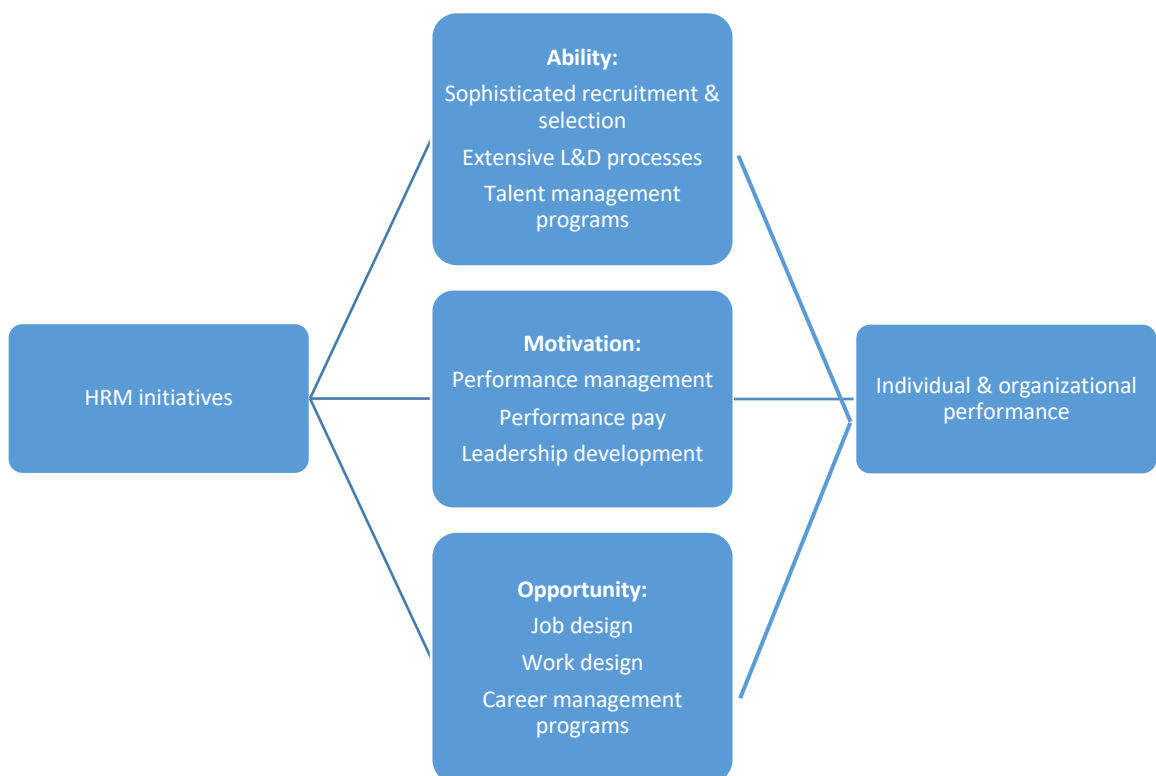 HRM initiatives
Ability:
Sophisticated recruitment &
selection
Extensive L&D processes
Talent management
programs
Motivation:
Performance management
Performance pay
Leadership development
Opportunity:
Job design
Work design
Career management
programs
Individual & organizational
performance